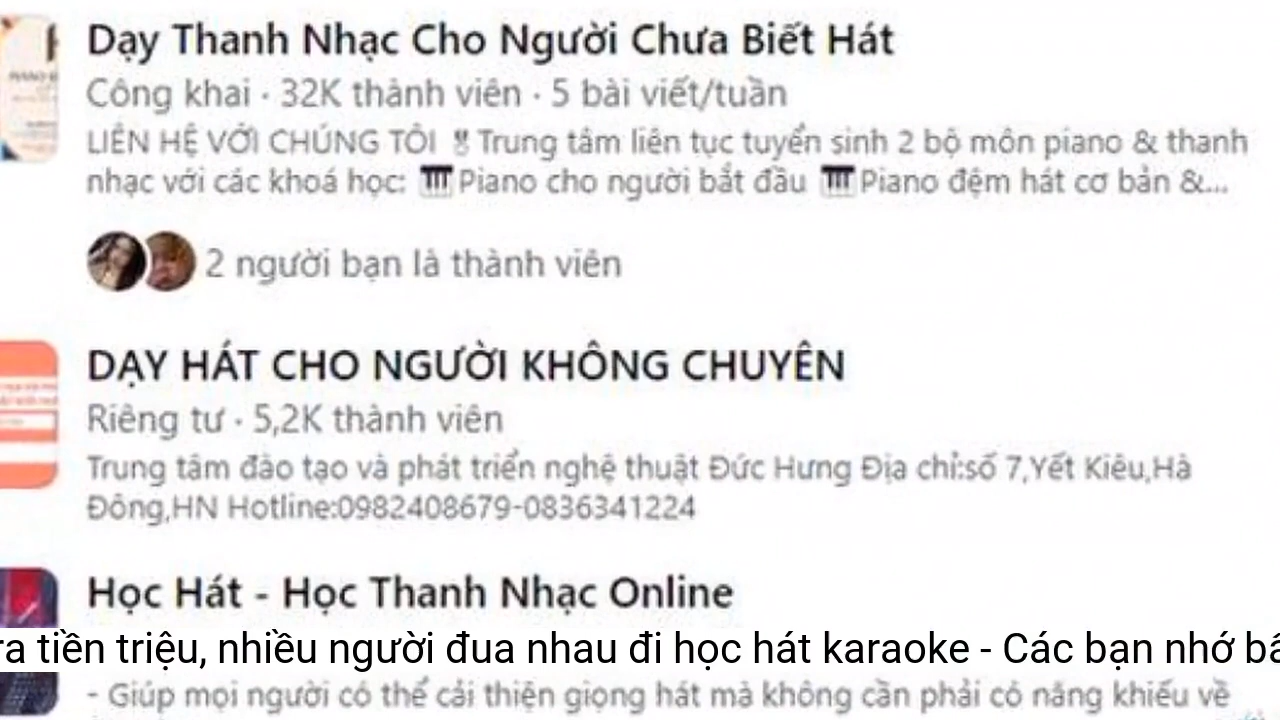 Dạy Thanh Nhạc Cho Người Chưa Biết Hát
Công khai · 32K thành viên · 5 bài viết/tuần
LIÊN HỆ VỚI CHÚNG TÔI 🎖Trung tâm liên tục tuyển sinh 2 bộ môn piano & thanh
nhạc với các khoá học: 🎹Piano cho người bắt đầu 🎹Piano đệm hát cơ bản &...
2 người bạn là thành viên
DẠY HÁT CHO NGƯỜI KHÔNG CHUYÊN
Riêng tư · 5,2K thành viên
Trung tâm đào tạo và phát triển nghệ thuật Đức Hưng Địa chỉ:số 7,Yết Kiêu,Hà
Đông,HN Hotline:0982408679-0836341224
Học Hát - Học Thanh Nhạc Online
ra tiền triệu, nhiều người đua nhau đi học hát karaoke - Các bạn nhớ
- Giúp mọi người có thể cải thiện giọng hát mà không cần phải có năng khiếu về